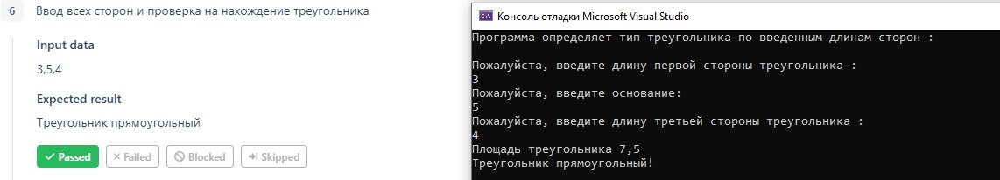 6 Ввод всех сторон и проверка на нахождение треугольника
Input data
3,5,4
Expected result
Треугольник прямоугольный
Passed Failed Blocked Skipped
Консоль отладки Microsoft Visual Studio
Программа определяет тип треугольника по введенным длинам сторон :
Пожалуйста, введите длину первой стороны треугольника :
3
Пожалуйста, введите основание:
5
Пожалуйста, введите длину третьей стороны треугольника :
4
Площадь треугольника 7,5
Треугольник прямоугольный!